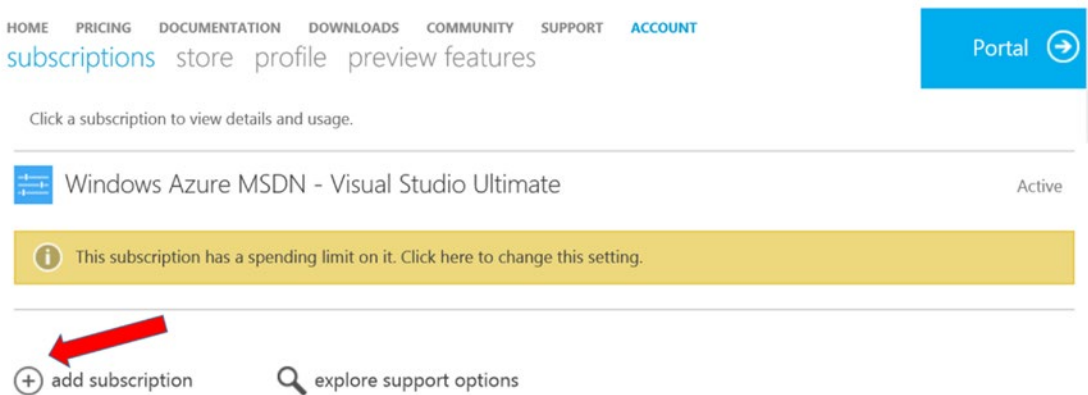 HOME PRICING DOCUMENTATION DOWNLOADS COMMUNITY SUPPORT ACCOUNT
subscriptions store profile preview features
Portal
Click a subscription to view details and usage.
Windows Azure MSDN - Visual Studio Ultimate Active
This subscription has a spending limit on it. Click here to change this setting.
add subscription explore support options